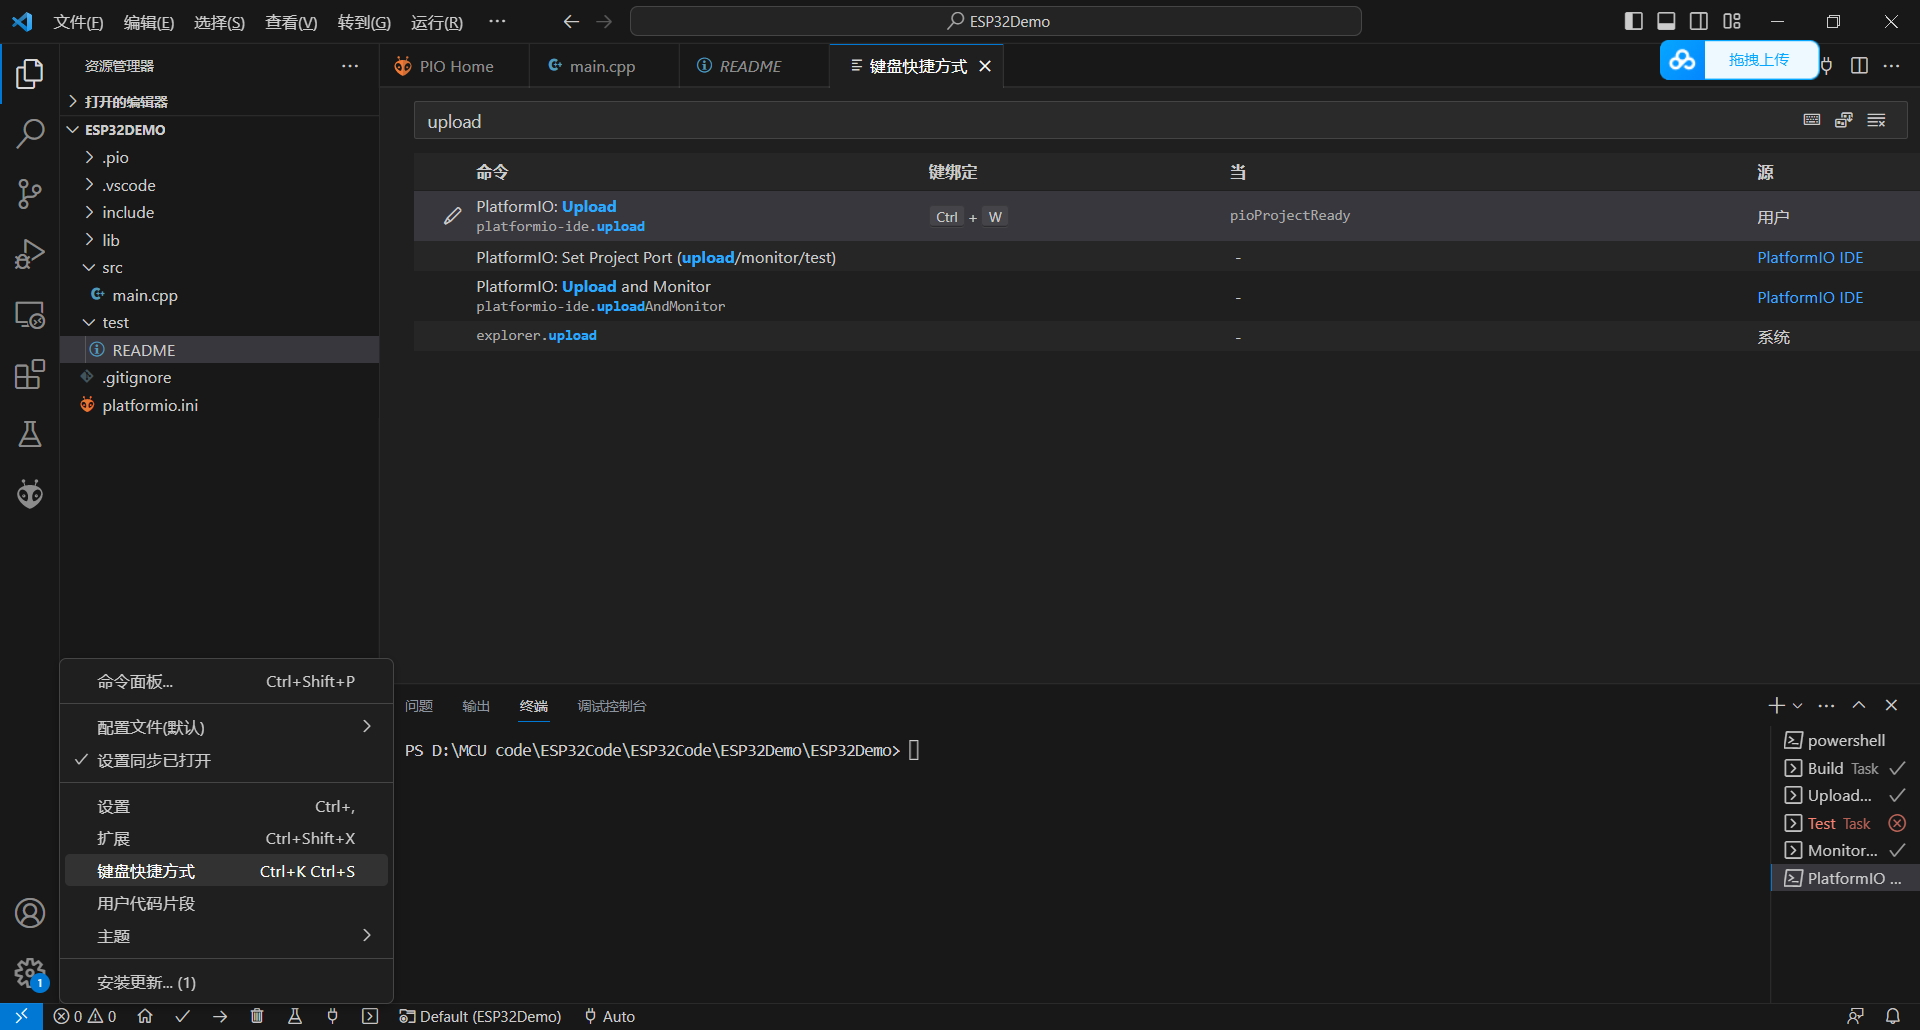 文件(F) 编辑(E) 选择(S) 查看(V) 转到(G) 运行(R) ··· ESP32Demo
资源管理器 ···
PIO Home main.cpp README 键盘快捷方式
拖拽上传
打开的编辑器
ESP32DEMO
.pio
.vscode
include
lib
src
main.cpp
test
README
.gitignore
platformio.ini
upload
命令 键绑定 当 源
PlatformIO: Upload
platformio-ide.upload
Ctrl + W pioProjectReady 用户
PlatformIO: Set Project Port (upload/monitor/test) - PlatformIO IDE
PlatformIO: Upload and Monitor
platformio-ide.uploadAndMonitor
- PlatformIO IDE
explorer.upload - 系统
命令面板... Ctrl+Shift+P
配置文件(默认)
设置同步已打开
设置 Ctrl+,
扩展 Ctrl+Shift+X
键盘快捷方式 Ctrl+K Ctrl+S
用户代码片段
主题
安装更新... (1)
1
问题 输出 终端 调试控制台
PS D:\MCU code\ESP32Code\ESP32Code\ESP32Demo\ESP32Demo>
powershell
Build Task
Upload...
Test Task
Monitor...
PlatformIO ...
0 0 Default (ESP32Demo) Auto